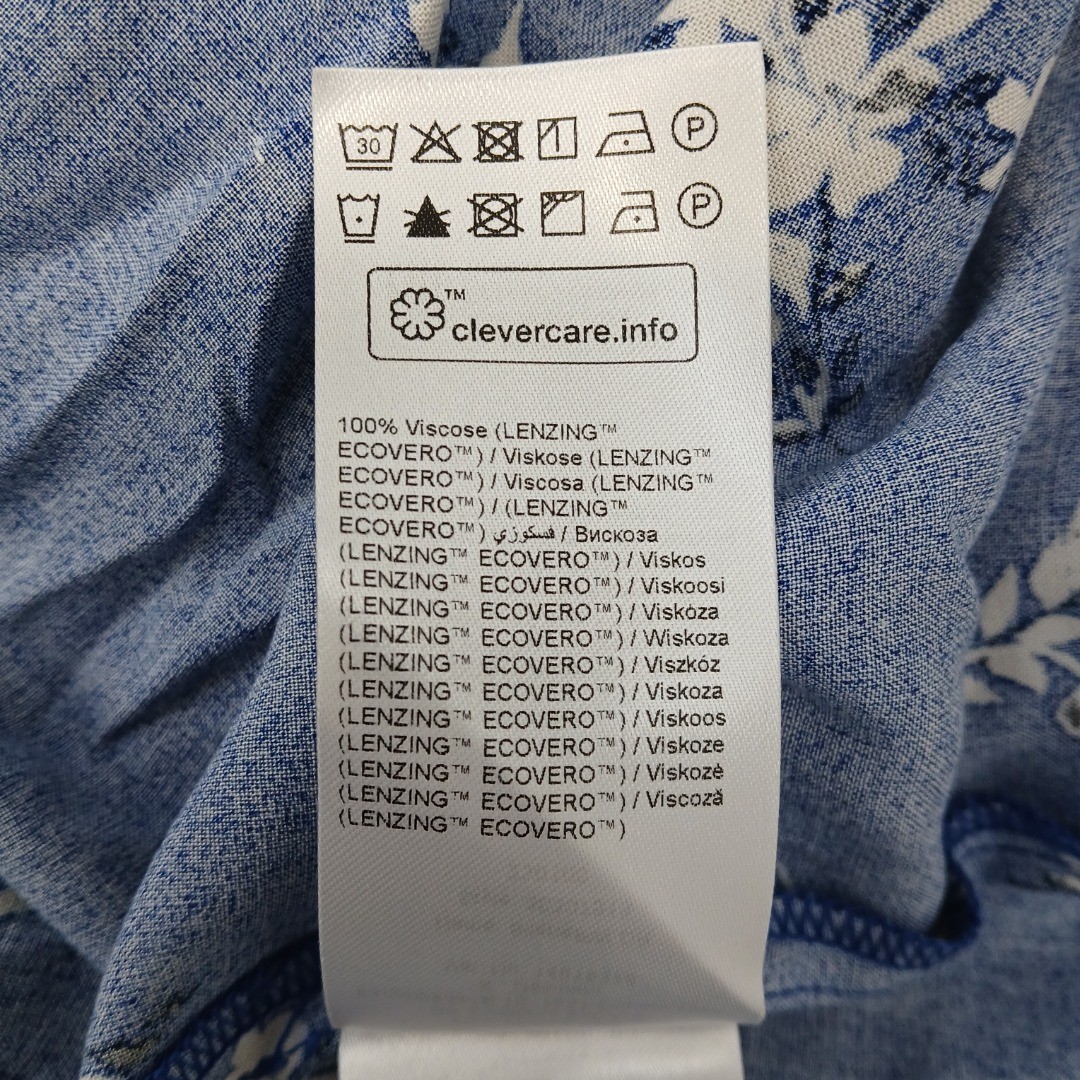 30 P
P
™
clevercare.info
100% Viscose (LENZING™
ECOVERO™) / Viskose (LENZING™
ECOVERO™) / Viscosa (LENZING™
ECOVERO™) / (LENZING™
ECOVERO™) فسكوزي / Вискоза
(LENZING™ ECOVERO™) / Viskos
(LENZING™ ECOVERO™) / Viskoosi
(LENZING™ ECOVERO™) / Viskóza
(LENZING™ ECOVERO™) / Wiskoza
(LENZING™ ECOVERO™) / Viszkóz
(LENZING™ ECOVERO™) / Viskoza
(LENZING™ ECOVERO™) / Viskoos
(LENZING™ ECOVERO™) / Viskoze
(LENZING™ ECOVERO™) / Viskozė
(LENZING™ ECOVERO™) / Viscoză
(LENZING™ ECOVERO™)